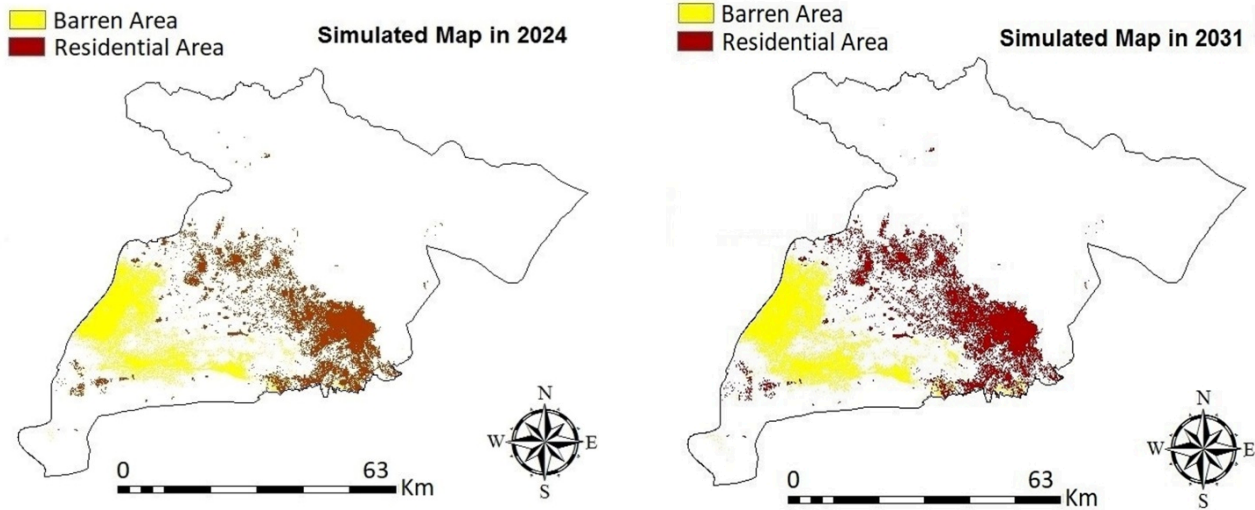 Barren Area
Residential Area
Simulated Map in 2024
N
W E
S
0 63
Km
Barren Area
Residential Area
Simulated Map in 2031
N
W E
S
0 63
Km